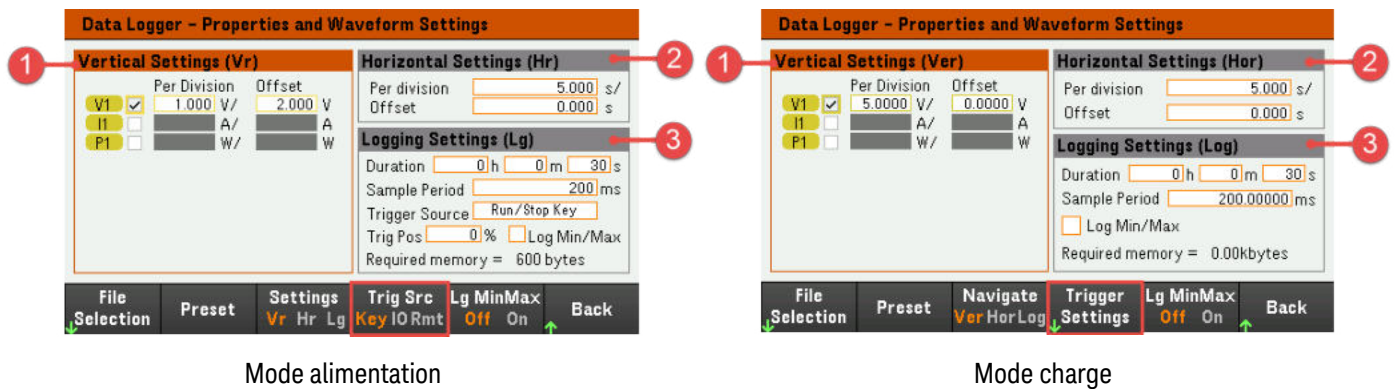 Data Logger – Properties and Waveform Settings
1
Vertical Settings (Vr)
Per Division Offset
V1 1.000 V/ 2.000 V
I1 A/ A
P1 W/ W
Horizontal Settings (Hr)
2
Per division 5.000 s/
Offset 0.000 s
Logging Settings (Lg)
3
Duration 0 h 0 m 30 s
Sample Period 200 ms
Trigger Source Run/Stop Key
Trig Pos 0 % Log Min/Max
Required memory = 600 bytes
File Selection
Preset
Settings
Vr Hr Lg
Trig Src
Key IO Rmt
Lg MinMax
Off On
Back
Mode alimentation
Data Logger – Properties and Waveform Settings
1
Vertical Settings (Ver)
Per Division Offset
V1 5.0000 V/ 0.0000 V
I1 A/ A
P1 W/ W
Horizontal Settings (Hor)
2
Per division 5.000 s/
Offset 0.000 s
Logging Settings (Log)
3
Duration 0 h 0 m 30 s
Sample Period 200.00000 ms
Log Min/Max
Required memory = 0.00kbytes
File
Selection
Preset
Navigate
Ver Hor Log
Trigger
Settings
Lg MinMax
Off On
Back
Mode charge